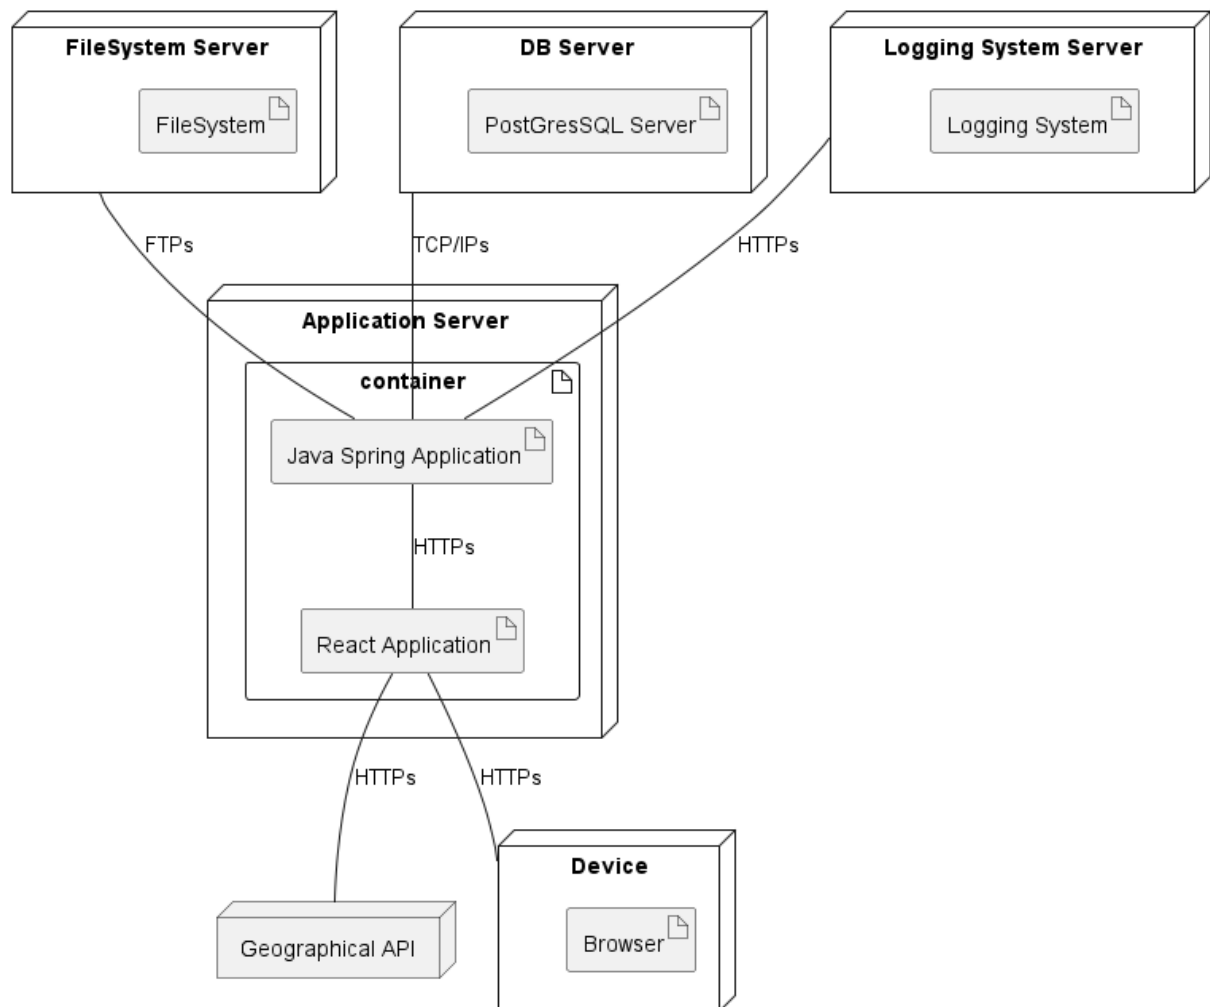 FileSystem Server
DB Server
Logging System Server
FileSystem
PostGresSQL Server
Logging System
FTPs
TCP/IPs
HTTPs
Application Server
container
Java Spring Application
HTTPs
React Application
HTTPs
HTTPs
Device
Geographical API
Browser